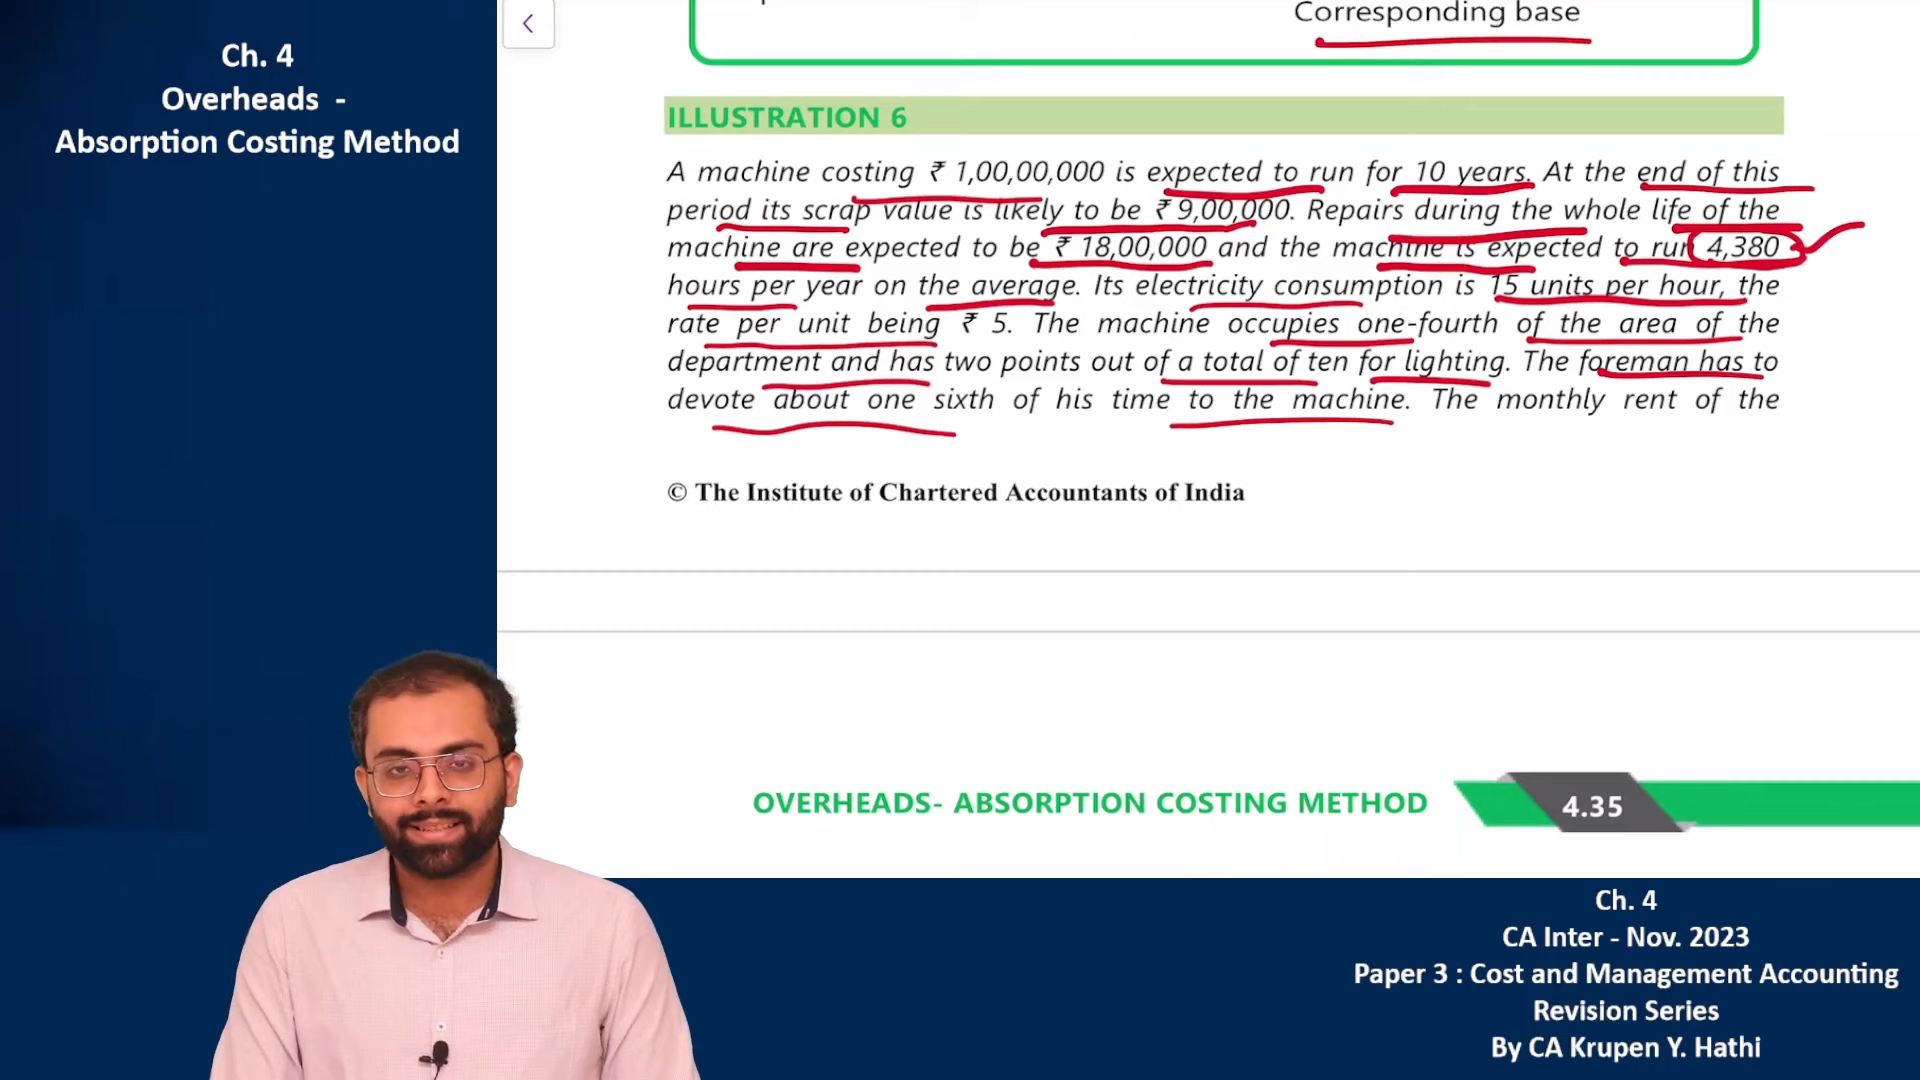 Ch. 4
Overheads -
Absorption Costing Method
Corresponding base
ILLUSTRATION 6
A machine costing ₹ 1,00,00,000 is expected to run for 10 years. At the end of this
period its scrap value is likely to be ₹ 9,00,000. Repairs during the whole life of the
machine are expected to be ₹ 18,00,000 and the machine is expected to run 4,380
hours per year on the average. Its electricity consumption is 15 units per hour, the
rate per unit being ₹ 5. The machine occupies one-fourth of the area of the
department and has two points out of a total of ten for lighting. The foreman has to
devote about one sixth of his time to the machine. The monthly rent of the
© The Institute of Chartered Accountants of India
OVERHEADS- ABSORPTION COSTING METHOD
4.35
Ch. 4
CA Inter - Nov. 2023
Paper 3 : Cost and Management Accounting
Revision Series
By CA Krupen Y. Hathi